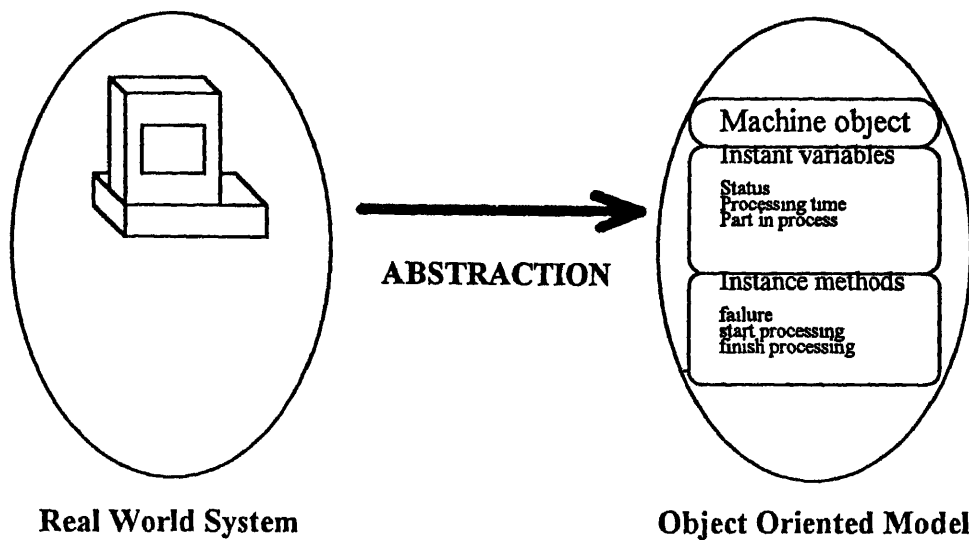 Machine object
Instant variables
Status
Processing time
Part in process
ABSTRACTION
Instance methods
failure
start processing
finish processing
Real World System
Object Oriented Model